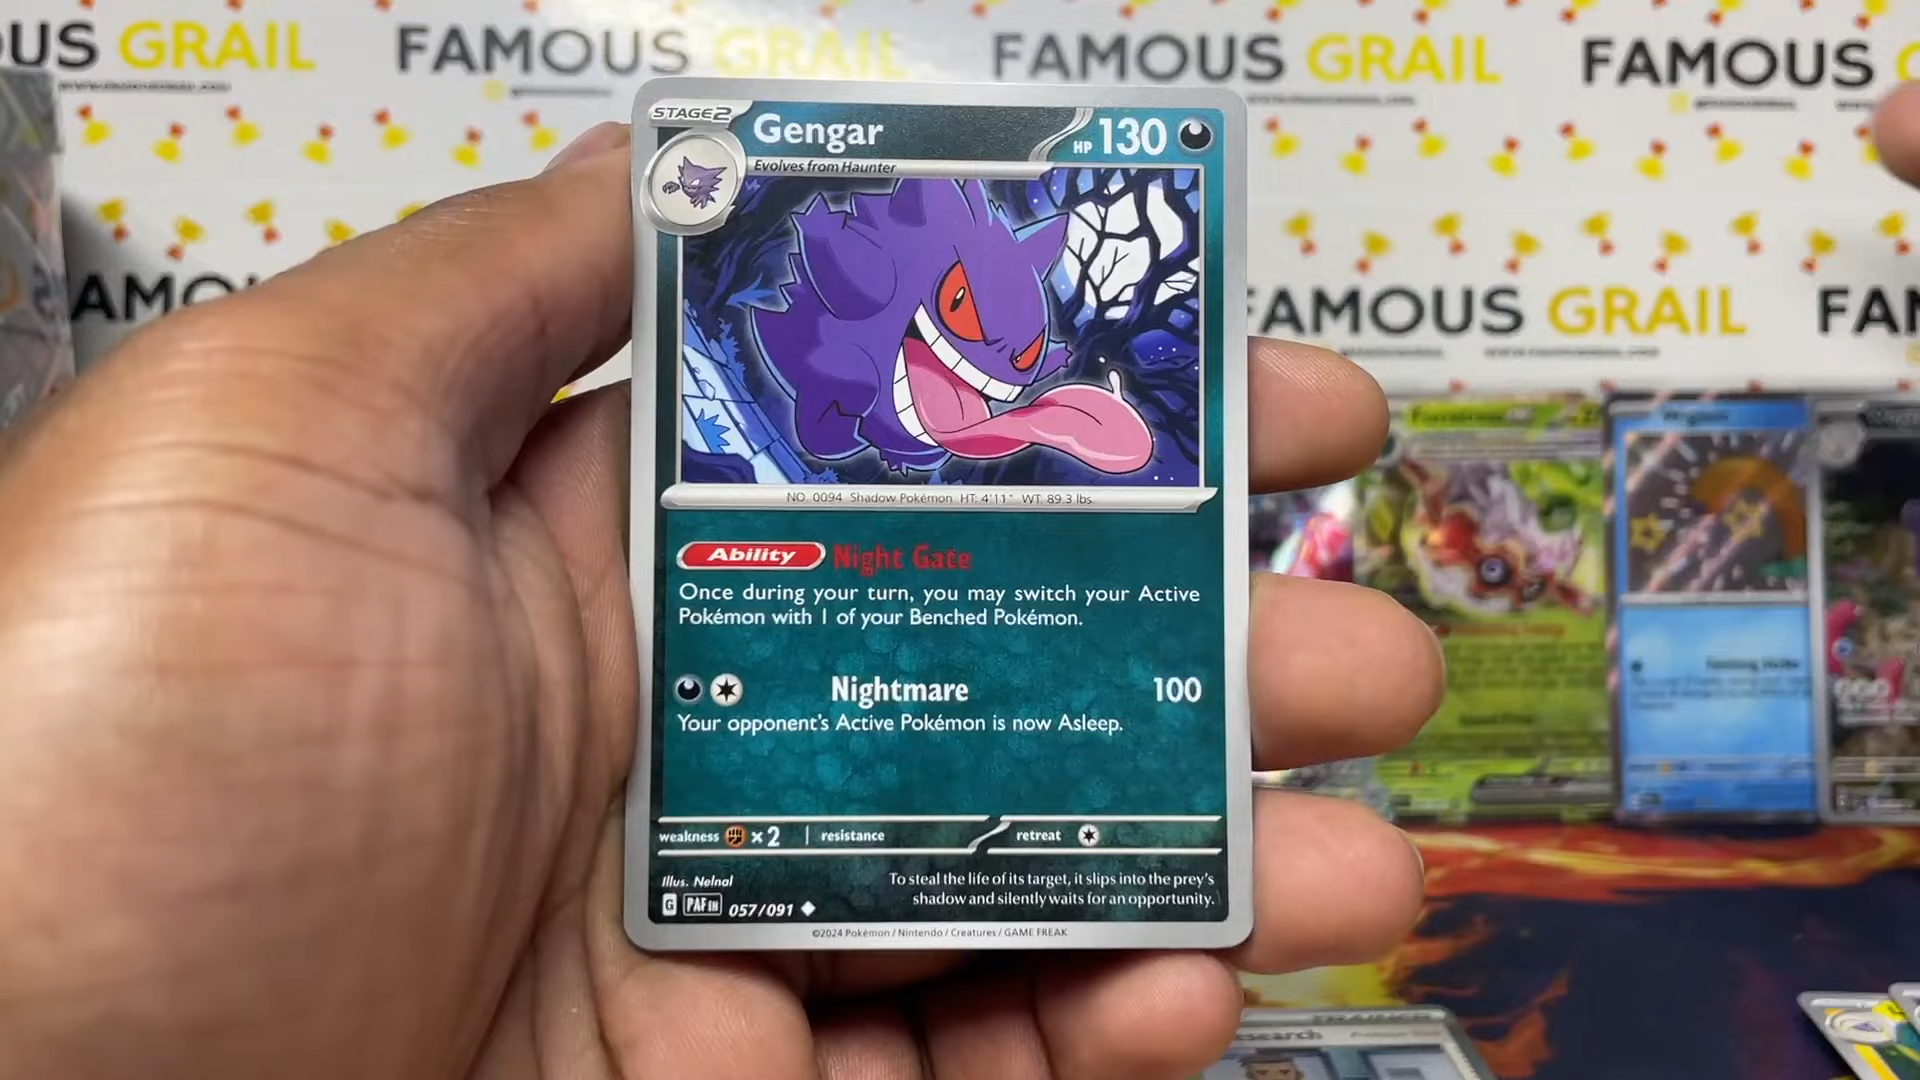 OUS GRAIL FAMOUS GRAIL FAMOUS GRAIL FAMOUS G
STAGE2 Gengar HP 130
Evolves from Haunter
FAMOUS GRAIL
NO. 0094 Shadow Pokémon HT: 4'11" WT: 89.3 lbs.
Ability Night Gate
Once during your turn, you may switch your Active
Pokémon with 1 of your Benched Pokémon.
Nightmare 100
Your opponent's Active Pokémon is now Asleep.
weakness x2 resistance retreat
Illus. Nelnal
To steal the life of its target, it slips into the prey's
shadow and silently waits for an opportunity.
G PAF EN 057/091
©2024 Pokémon / Nintendo / Creatures / GAME FREAK
TRAINER